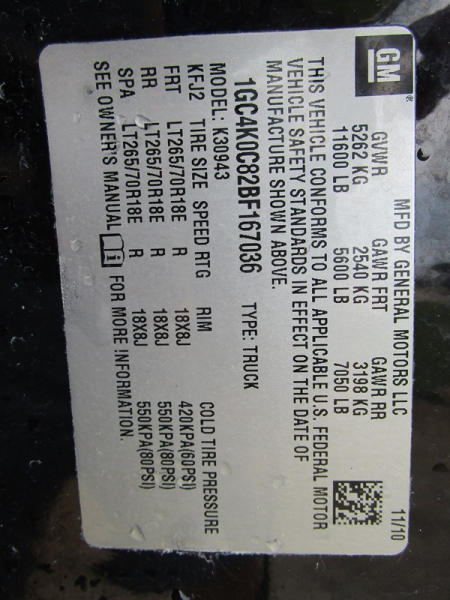 GM ®
MFD BY GENERAL MOTORS LLC 11/10
GVWR GAWR FRT GAWR RR
5262 KG 2540 KG 3198 KG
11600 LB 5600 LB 7050 LB
THIS VEHICLE CONFORMS TO ALL APPLICABLE U.S. FEDERAL MOTOR
VEHICLE SAFETY STANDARDS IN EFFECT ON THE DATE OF
MANUFACTURE SHOWN ABOVE.
1GC4K0C82BF167036 TYPE: TRUCK
MODEL: K30943
KFJ2 TIRE SIZE SPEED RTG RIM COLD TIRE PRESSURE
FRT LT265/70R18E R 18X8J 420KPA(60PSI)
RR LT265/70R18E R 18X8J 550KPA(80PSI)
SPA LT265/70R18E R 18X8J 550KPA(80PSI)
SEE OWNER'S MANUAL FOR MORE INFORMATION.